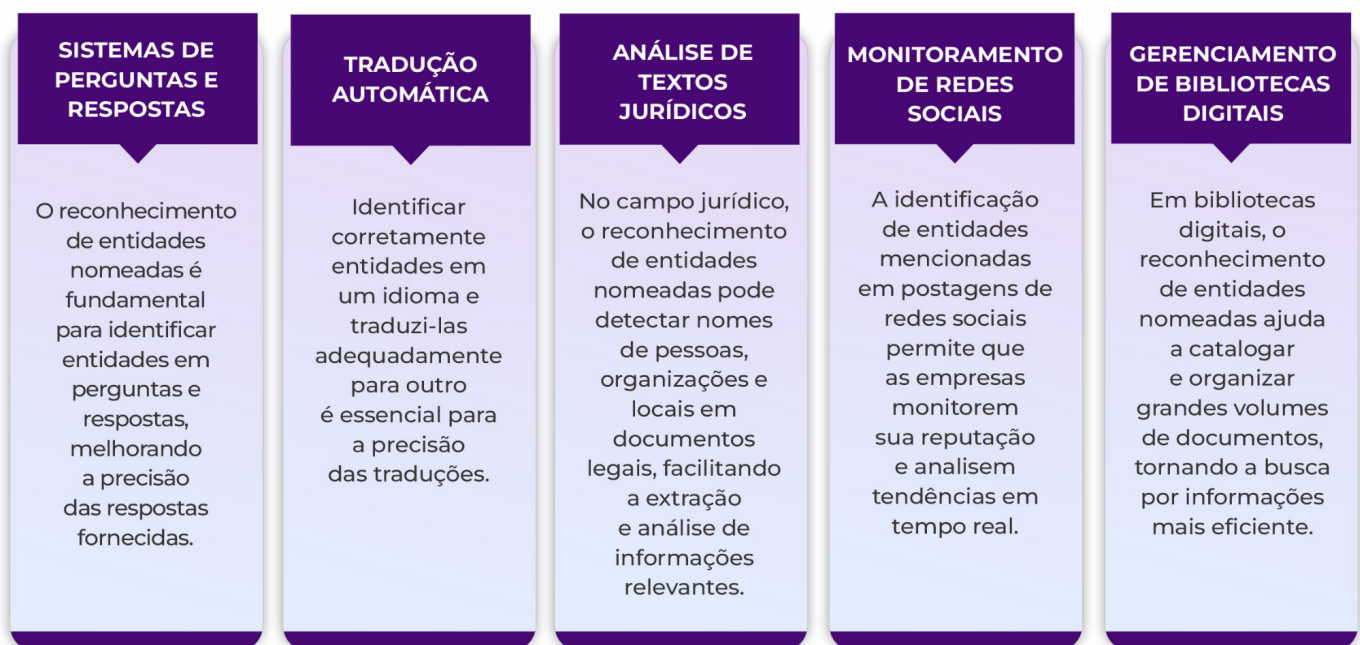 SISTEMAS DE
PERGUNTAS E
RESPOSTAS
O reconhecimento
de entidades
nomeadas é
fundamental
para identificar
entidades em
perguntas e
respostas,
melhorando
a precisão
das respostas
fornecidas.
TRADUÇÃO
AUTOMÁTICA
Identificar
corretamente
entidades em
um idioma e
traduzi-las
adequadamente
para outro
é essencial para
a precisão
das traduções.
ANÁLISE DE
TEXTOS
JURÍDICOS
No campo jurídico,
o reconhecimento
de entidades
nomeadas pode
detectar nomes
de pessoas,
organizações e
locais em
documentos
legais, facilitando
a extração
e análise de
informações
relevantes.
MONITORAMENTO
DE REDES
SOCIAIS
A identificação
de entidades
mencionadas
em postagens de
redes sociais
permite que
as empresas
monitorem
sua reputação
e analisem
tendências em
tempo real.
GERENCIAMENTO
DE BIBLIOTECAS
DIGITAIS
Em bibliotecas
digitais, o
reconhecimento
de entidades
nomeadas ajuda
a catalogar
e organizar
grandes volumes
de documentos,
tornando a busca
por informações
mais eficiente.